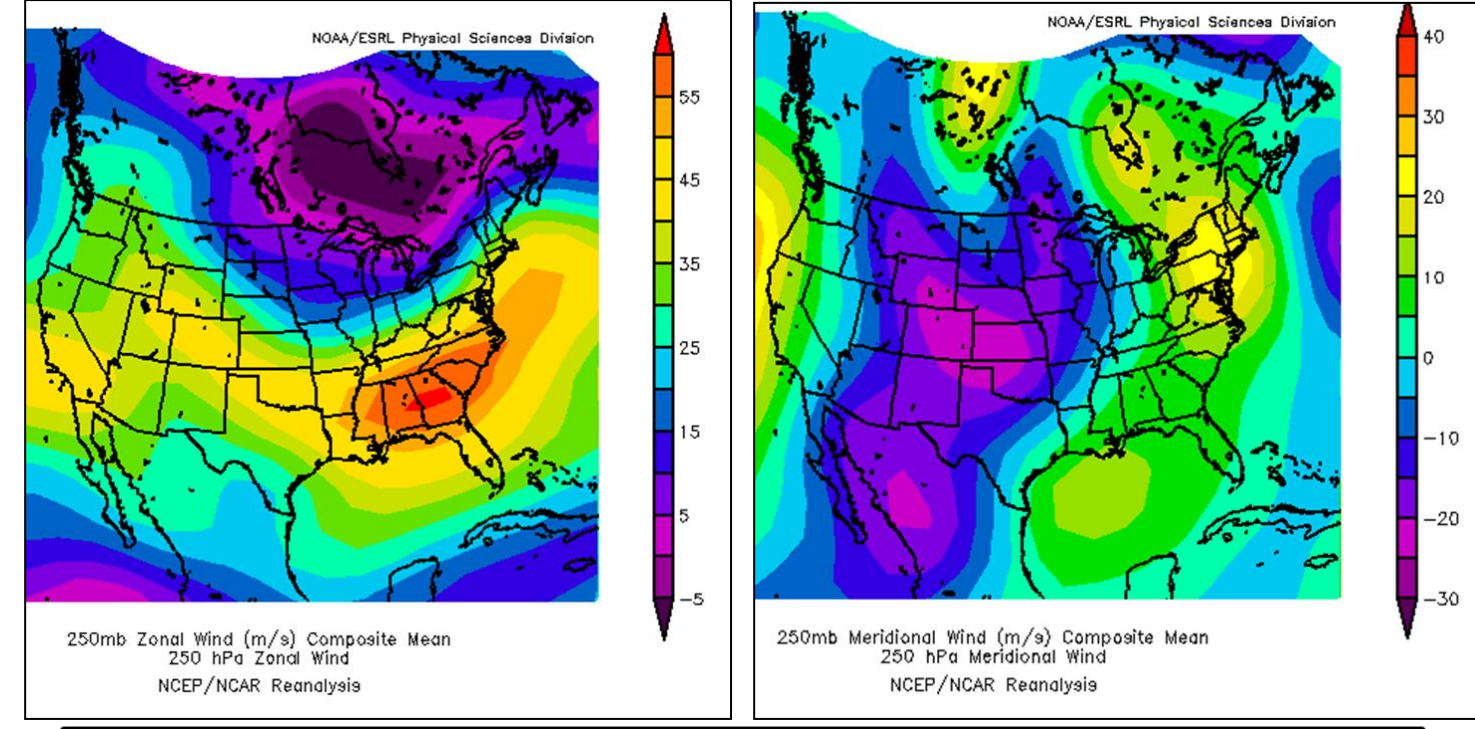 NOAA/ESRL Physical Sciences Division
55
45
35
25
15
5
-5
250mb Zonal Wind (m/s) Composite Mean
250 hPa Zonal Wind
NCEP/NCAR Reanalysis
NOAA/ESRL Physical Sciences Division
40
30
20
10
0
-10
-20
-30
250mb Meridional Wind (m/s) Composite Mean
250 hPa Meridional Wind
NCEP/NCAR Reanalysis